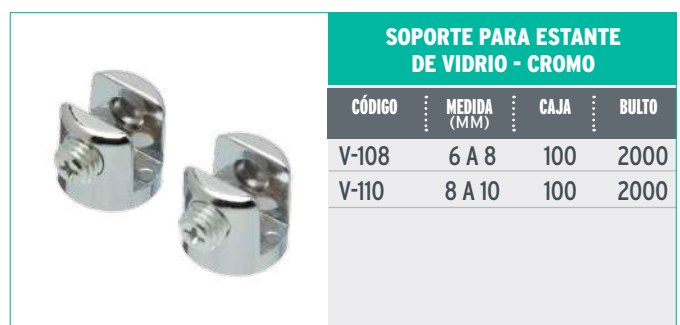 SOPORTE PARA ESTANTE
DE VIDRIO - CROMO
CÓDIGO MEDIDA (MM) CAJA BULTO
V-108 6 A 8 100 2000
V-110 8 A 10 100 2000